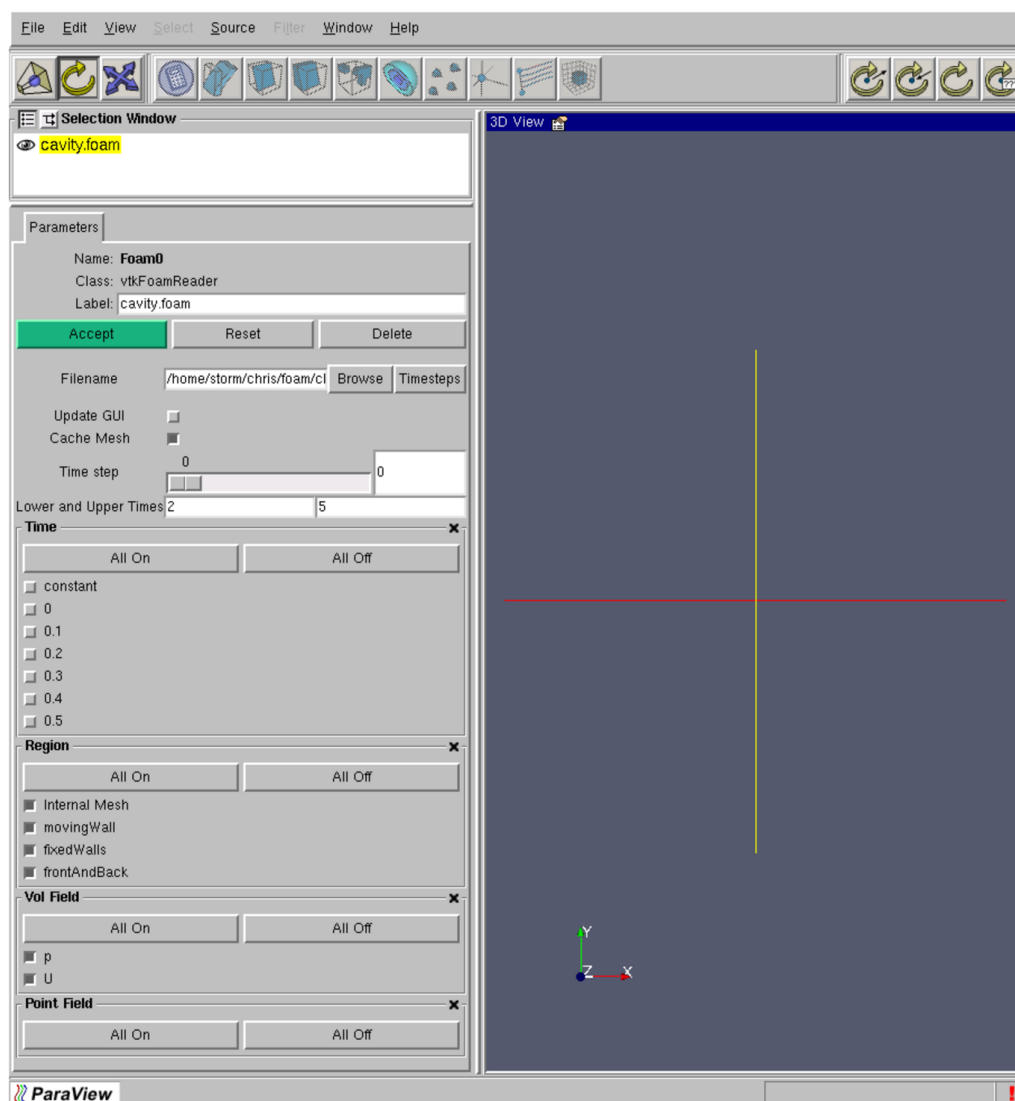 File Edit View Select Source Filter Window Help
Selection Window
3D View
cavity.foam
Parameters
Name: Foam0
Class: vtkFoamReader
Label: cavity.foam
Accept Reset Delete
Filename /home/storm/chris/foam/cl Browse Timesteps
Update GUI
Cache Mesh
0
Time step 0
Lower and Upper Times 2 5
Time
All On All Off
constant
0
0.1
0.2
0.3
0.4
0.5
Region
All On All Off
Internal Mesh
movingWall
fixedWalls
frontAndBack
Vol Field
All On All Off
p
U
Point Field
All On All Off
Y
Z X
ParaView